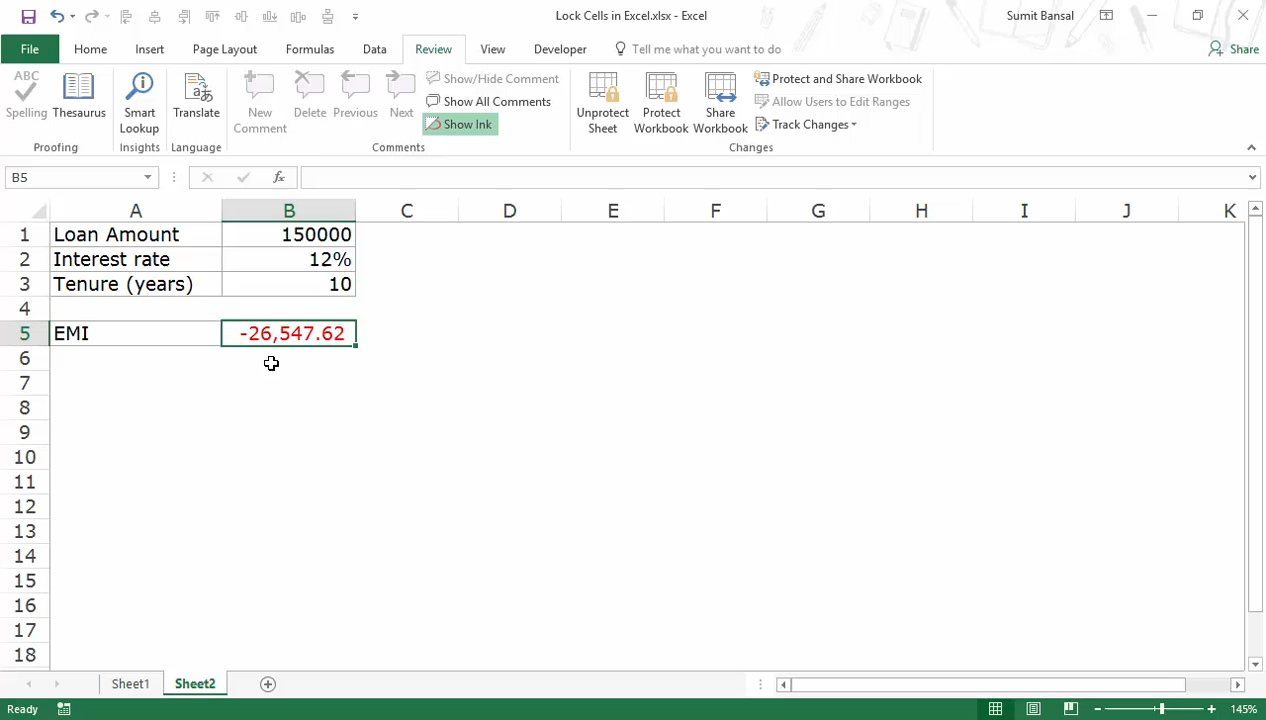 Lock Cells in Excel.xlsx - Excel
Sumit Bansal
File Home Insert Page Layout Formulas Data Review View Developer Tell me what you want to do Share
ABC
Spelling
Thesaurus
Proofing
Smart
Lookup
Insights
Translate
Language
New
Comment
Delete
Previous
Next
Show/Hide Comment
Show All Comments
Show Ink
Comments
Unprotect
Sheet
Protect
Workbook
Share
Workbook
Protect and Share Workbook
Allow Users to Edit Ranges
Track Changes
Changes
B5
fx
A B C D E F G H I J K
1 Loan Amount 150000
2 Interest rate 12%
3 Tenure (years) 10
4
5 EMI -26,547.62
6
7
8
9
10
11
12
13
14
15
16
17
18
Sheet1 Sheet2
Ready
145%